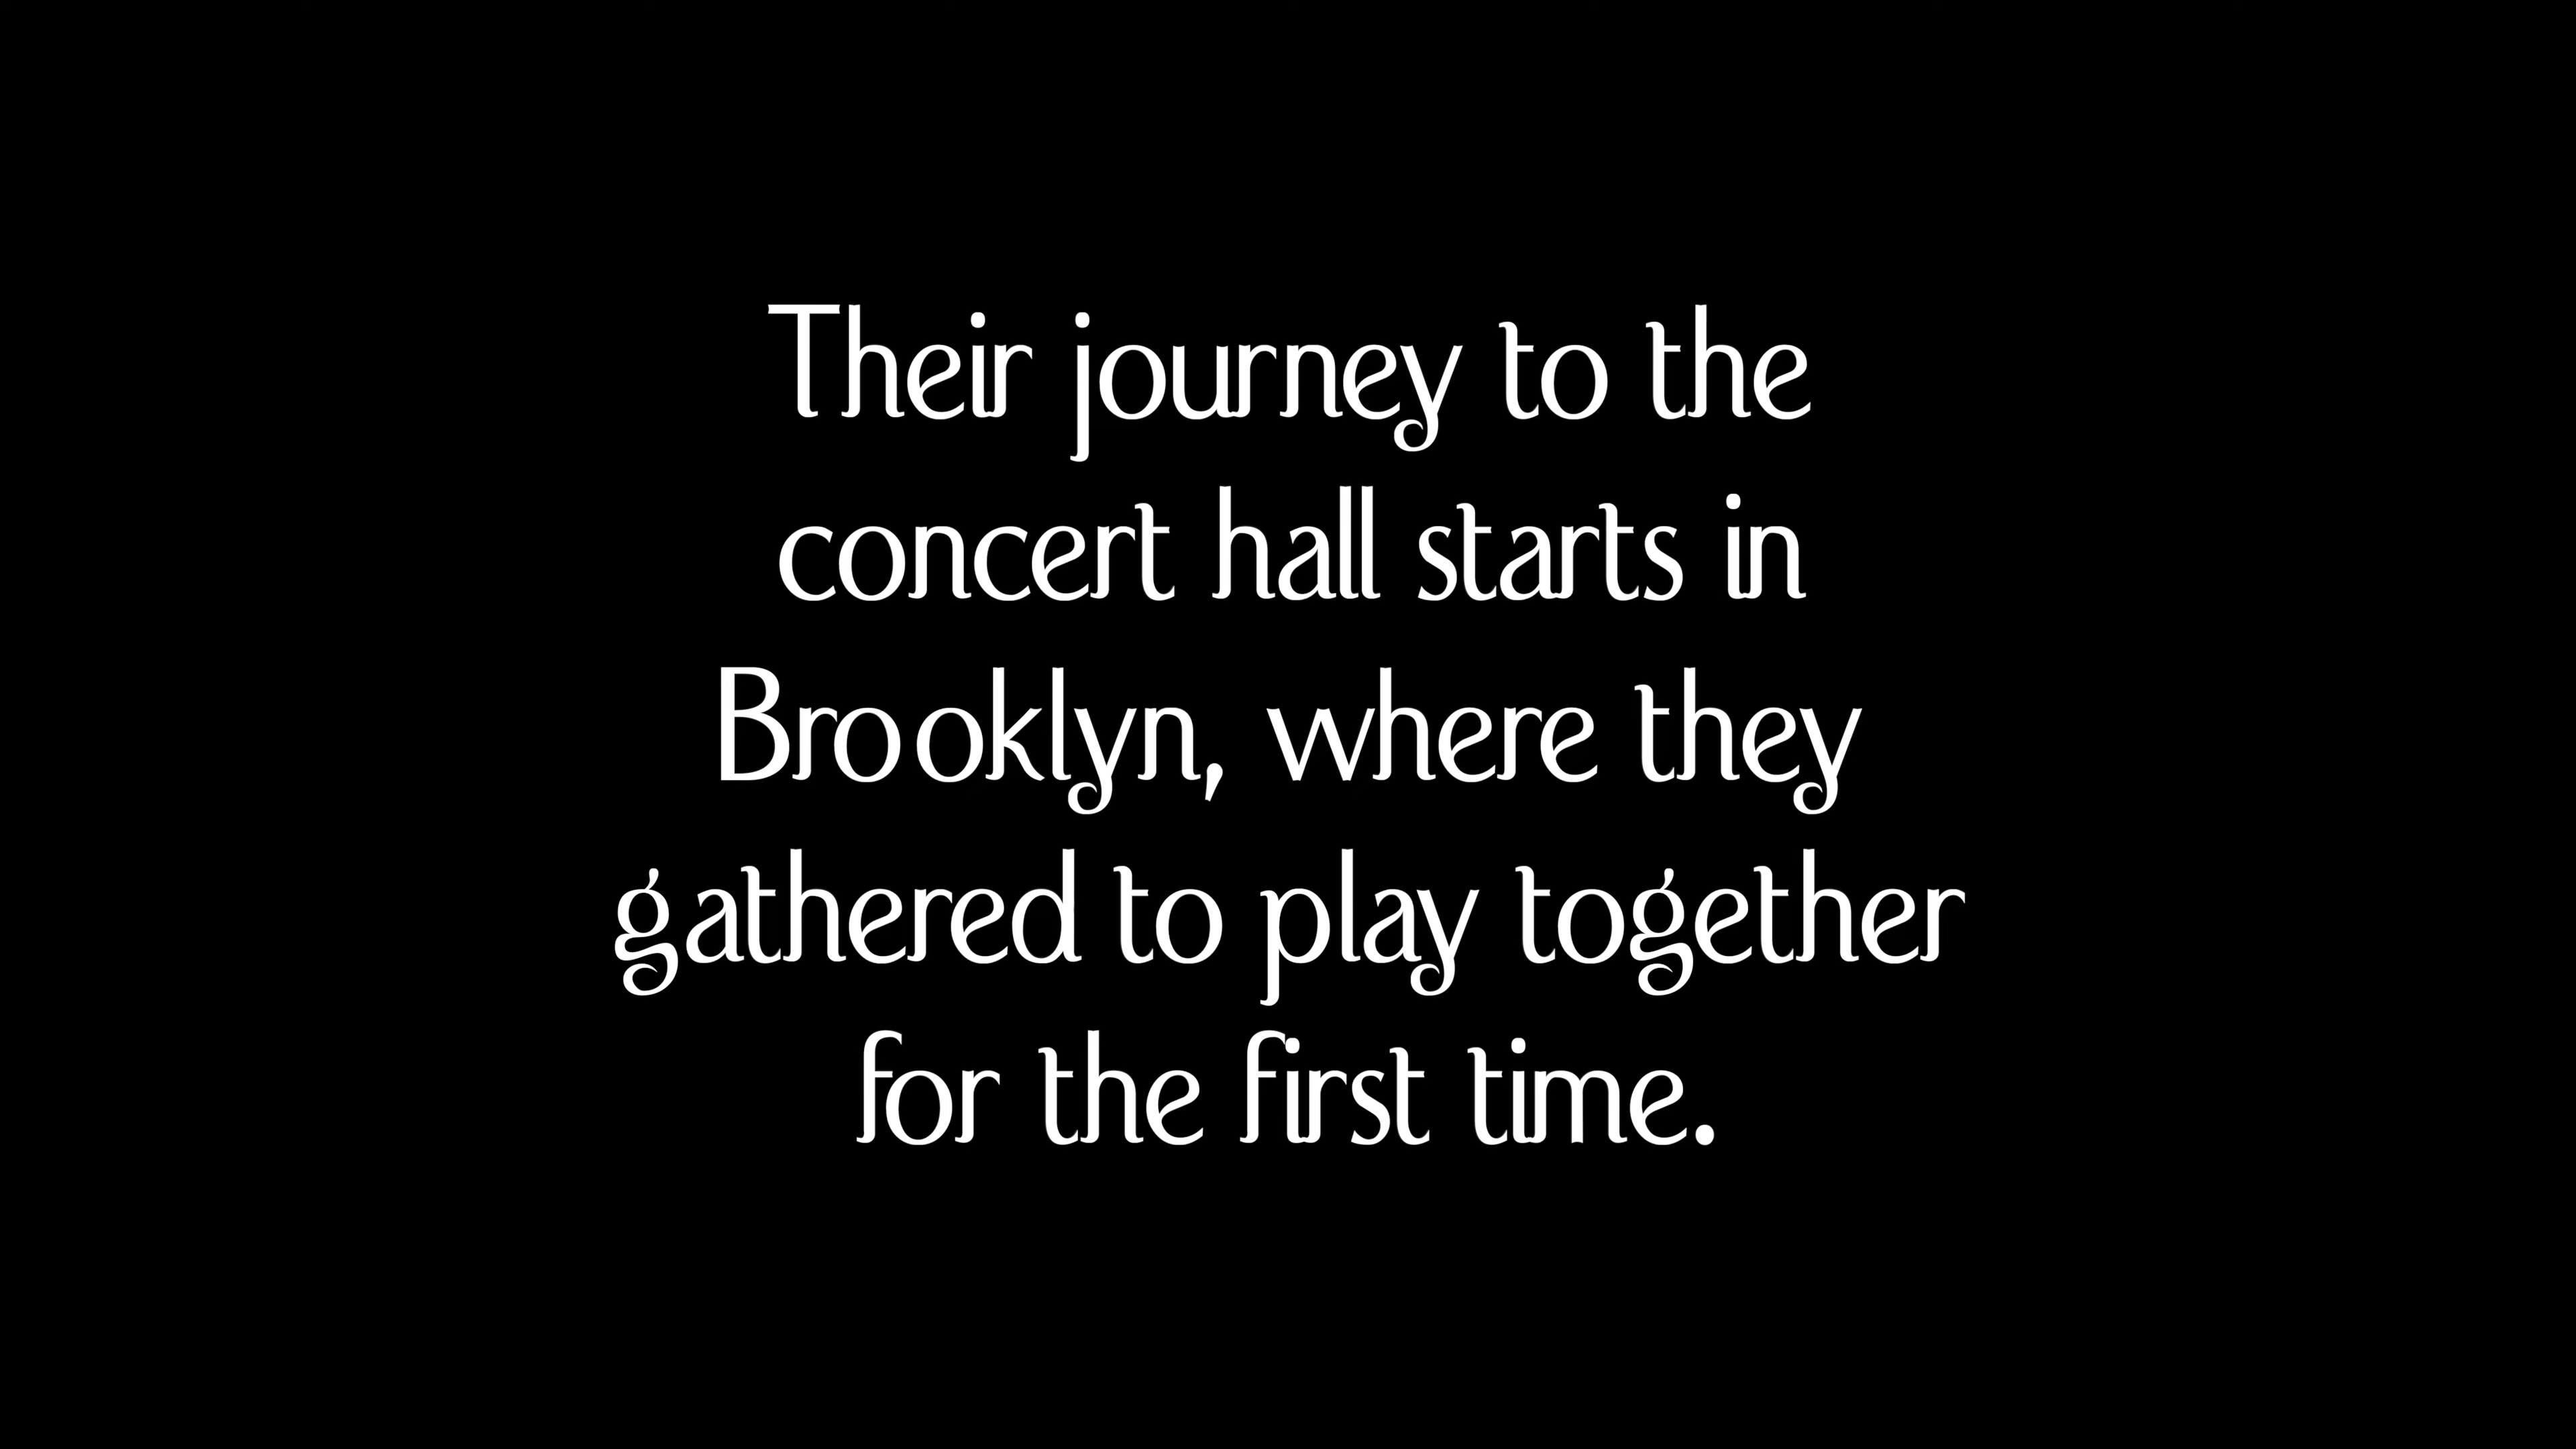 Their journey to the
concert hall starts in
Brooklyn, where they
gathered to play together
for the first time.